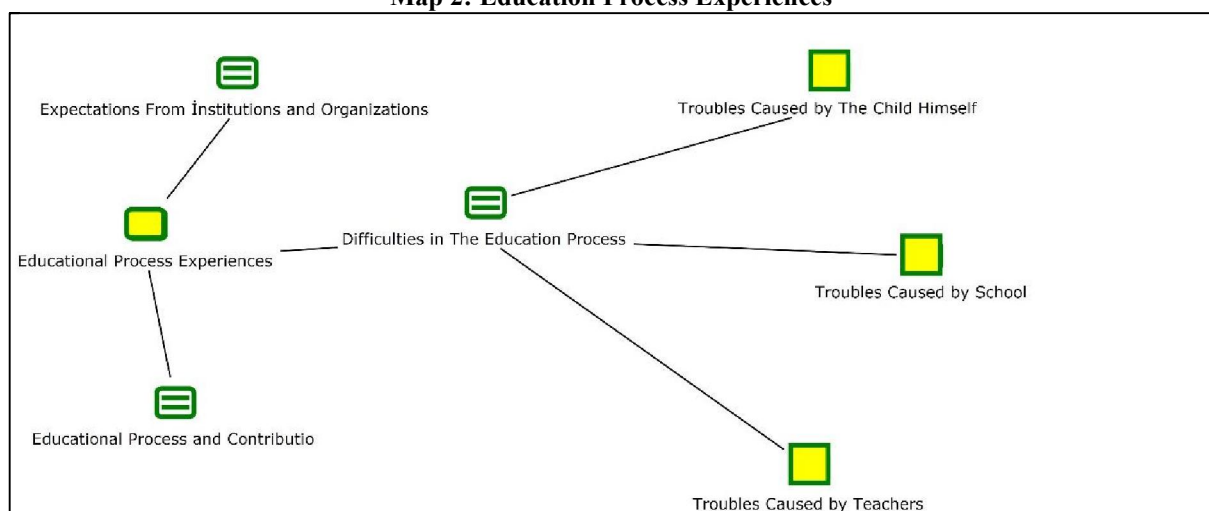 Map 2: Education Process Experiences
Expectations From İnstitutions and Organizations
Troubles Caused by The Child Himself
Difficulties in The Education Process
Educational Process Experiences
Troubles Caused by School
Educational Process and Contributio
Troubles Caused by Teachers